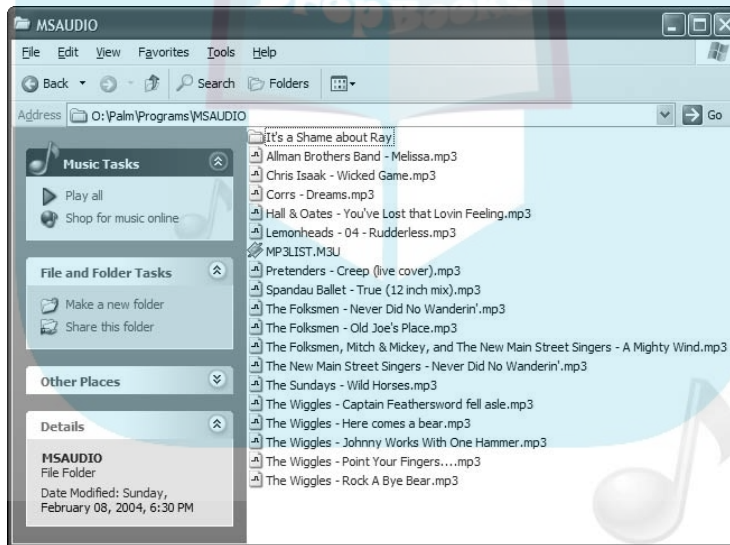 Drop Books
MSAUDIO
File Edit View Favorites Tools Help
Back Search Folders
Address O:\Palm\Programs\MSAUDIO Go
Music Tasks
Play all
Shop for music online
File and Folder Tasks
Make a new folder
Share this folder
Other Places
Details
MSAUDIO
File Folder
Date Modified: Sunday,
February 08, 2004, 6:30 PM
It's a Shame about Ray
Allman Brothers Band - Melissa.mp3
Chris Isaak - Wicked Game.mp3
Corrs - Dreams.mp3
Hall & Oates - You've Lost that Lovin Feeling.mp3
Lemonheads - 04 - Rudderless.mp3
MP3LIST.M3U
Pretenders - Creep (live cover).mp3
Spandau Ballet - True (12 inch mix).mp3
The Folksmen - Never Did No Wanderin'.mp3
The Folksmen - Old Joe's Place.mp3
The Folksmen, Mitch & Mickey, and The New Main Street Singers - A Mighty Wind.mp3
The New Main Street Singers - Never Did No Wanderin'.mp3
The Sundays - Wild Horses.mp3
The Wiggles - Captain Feathersword fell asle.mp3
The Wiggles - Here comes a bear.mp3
The Wiggles - Johnny Works With One Hammer.mp3
The Wiggles - Point Your Fingers....mp3
The Wiggles - Rock A Bye Bear.mp3